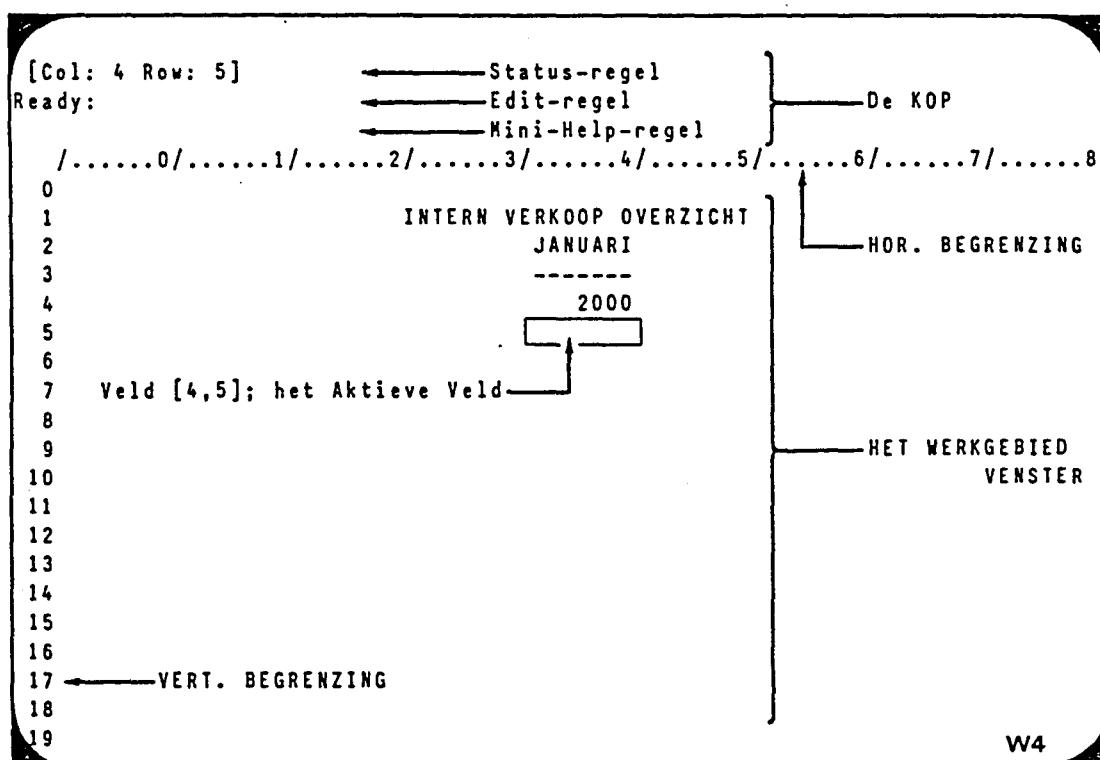 [Col: 4 Row: 5] Status-regel
Ready: Edit-regel De KOP
Mini-Help-regel
/......0/......1/......2/......3/......4/......5/......6/......7/......8
0
1 INTERN VERKOOP OVERZICHT
2 JANUARI HOR. BEGRENZING
3 -------
4 2000
5
6
7 Veld [4,5]; het Aktieve Veld
8
9 HET WERKGEBIED
10 VENSTER
11
12
13
14
15
16
17 VERT. BEGRENZING
18
19 W4